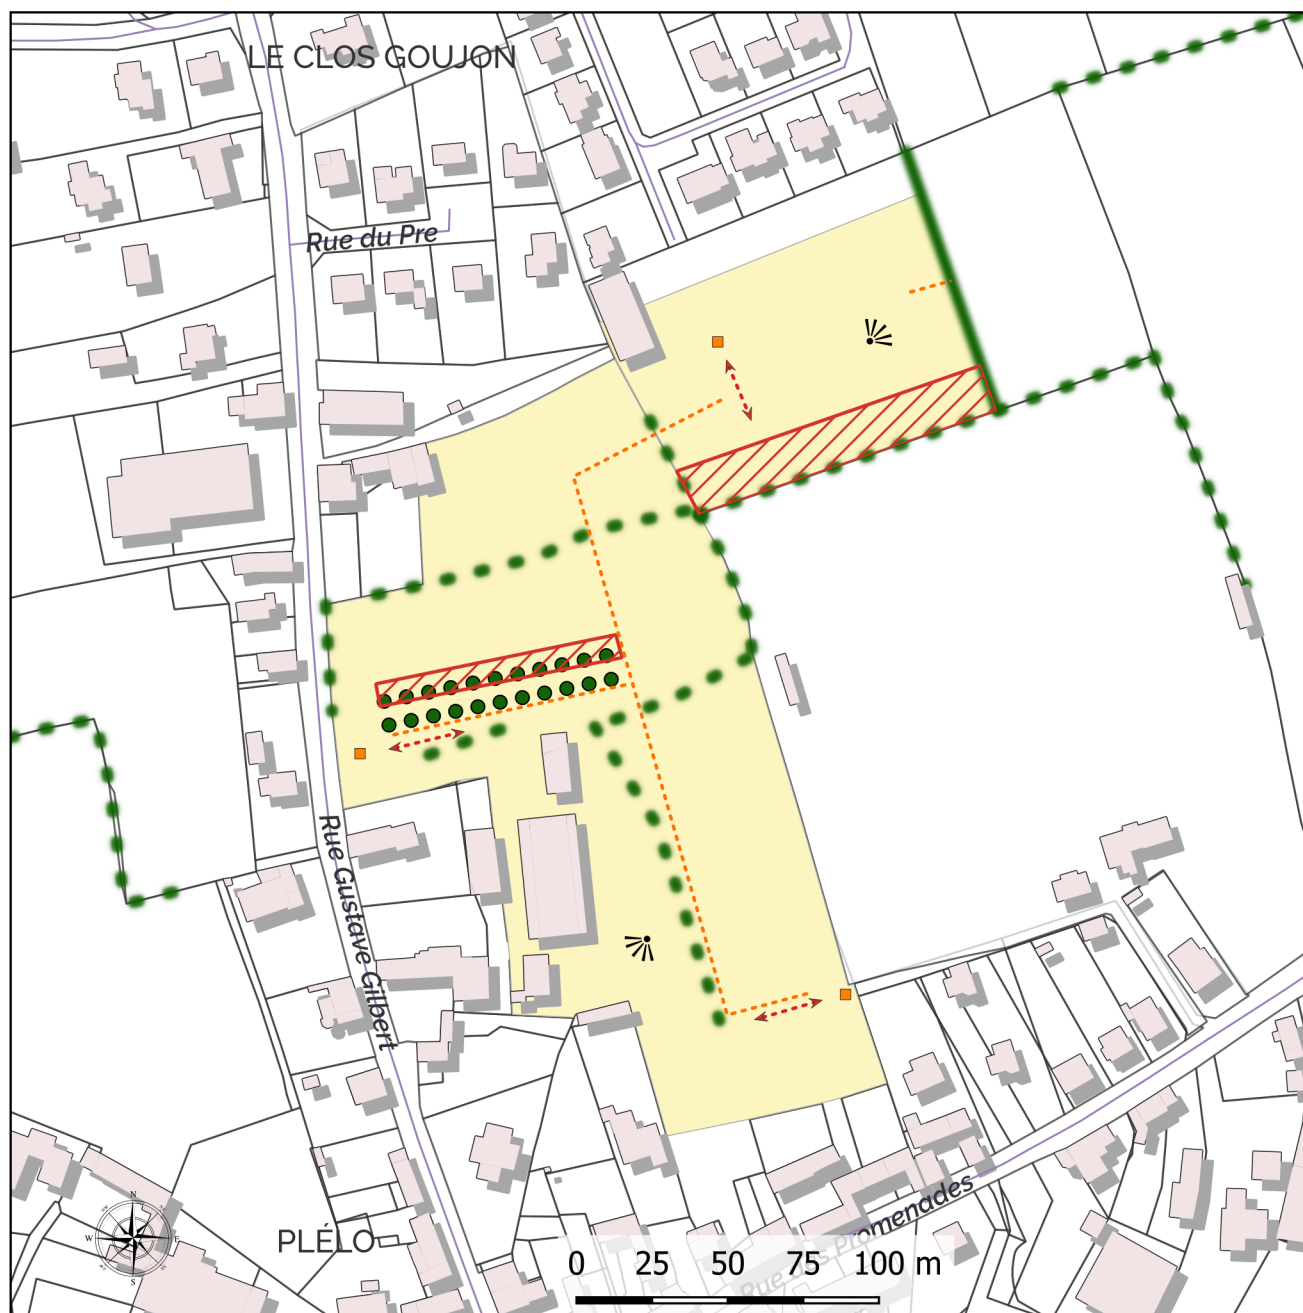 LE CLOS GOUJON
Rue du Pre
Rue Gustave Gilbert
PLÉLO
Rue des Promenades
N
W
E
S
0 25 50 75 100 m